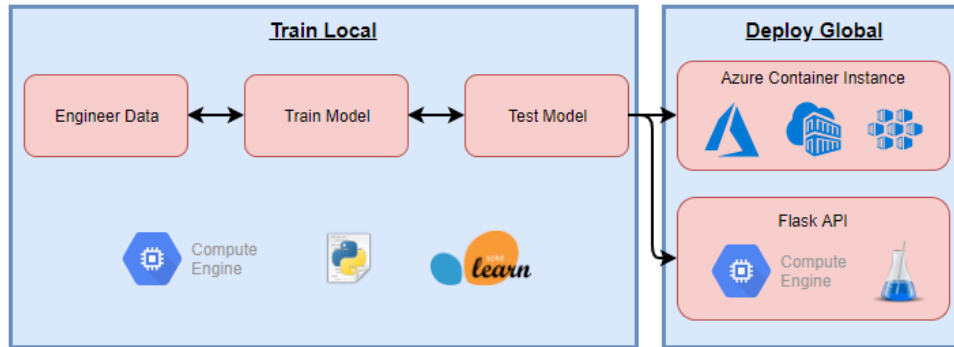 Train Local
Deploy Global
Engineer Data
Train Model
Test Model
Azure Container Instance
Flask API
Compute
Engine
learn
Compute
Engine